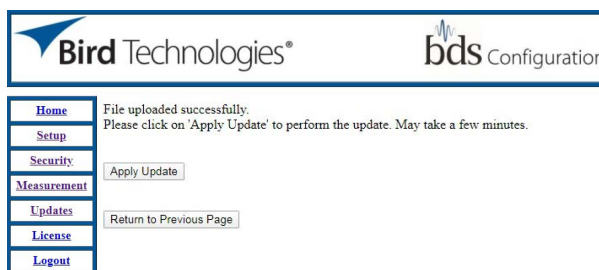 Bird Technologies®
bds Configuration
Home
Setup
Security
Measurement
Updates
License
Logout
File uploaded successfully.
Please click on 'Apply Update' to perform the update. May take a few minutes.
Apply Update
Return to Previous Page